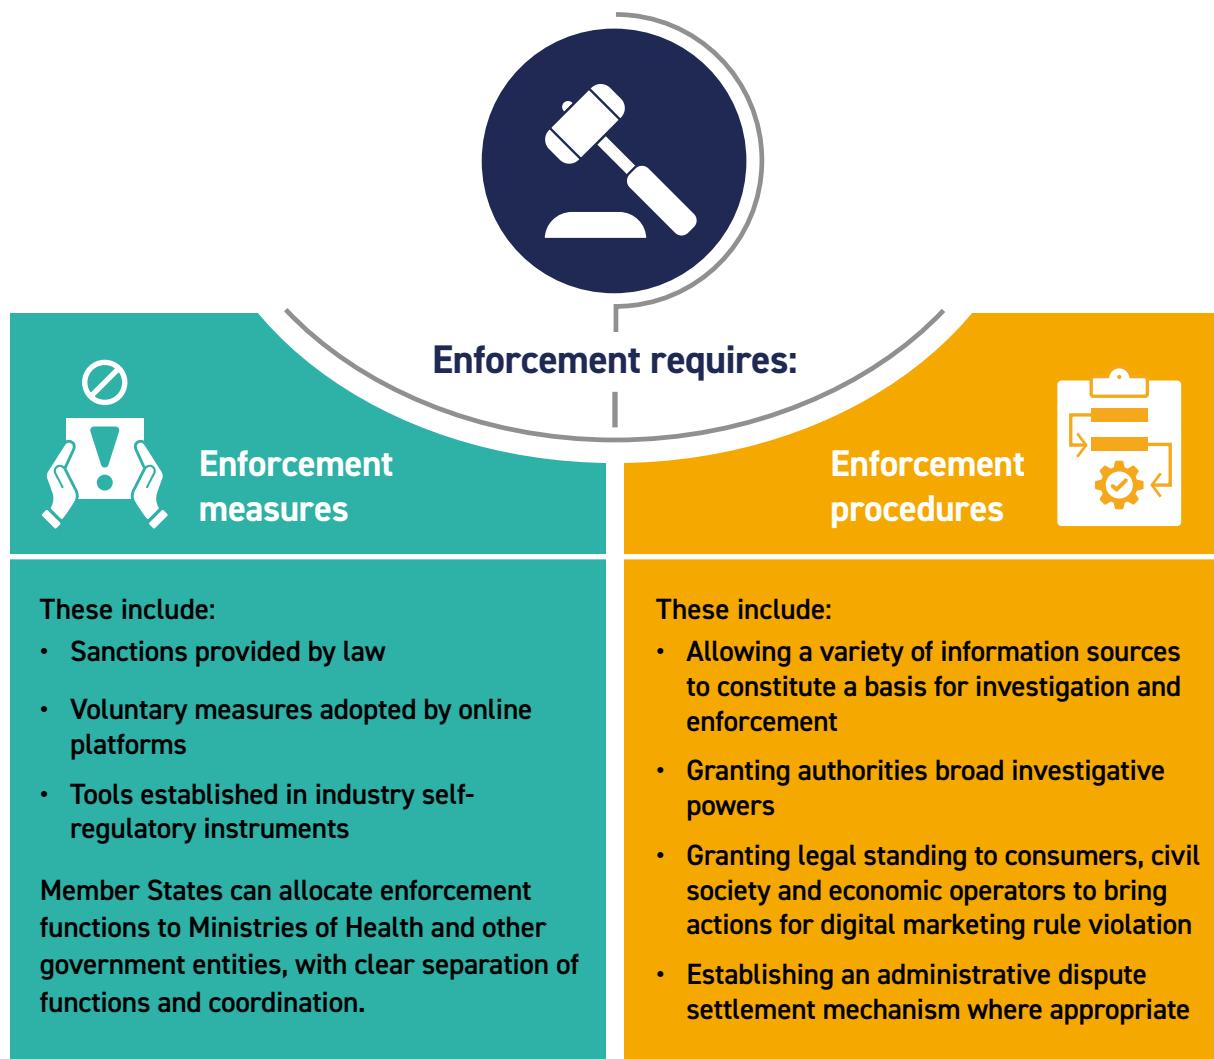 Enforcement requires:
Enforcement
measures
These include:
• Sanctions provided by law
• Voluntary measures adopted by online
platforms
• Tools established in industry self-
regulatory instruments
Member States can allocate enforcement
functions to Ministries of Health and other
government entities, with clear separation of
functions and coordination.
Enforcement
procedures
These include:
• Allowing a variety of information sources
to constitute a basis for investigation and
enforcement
• Granting authorities broad investigative
powers
• Granting legal standing to consumers, civil
society and economic operators to bring
actions for digital marketing rule violation
• Establishing an administrative dispute
settlement mechanism where appropriate